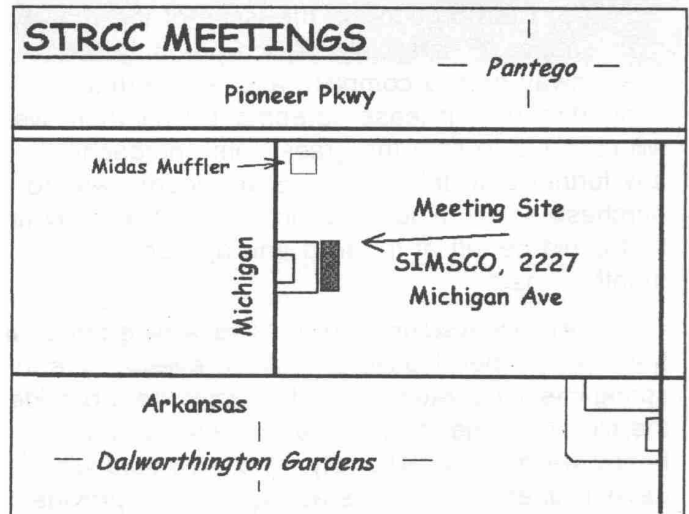 STRCC MEETINGS
Pantego
Pioneer Pkwy
Midas Muffler
Meeting Site
SIMSCO, 2227
Michigan Ave
Michigan
Arkansas
Dalworthington Gardens